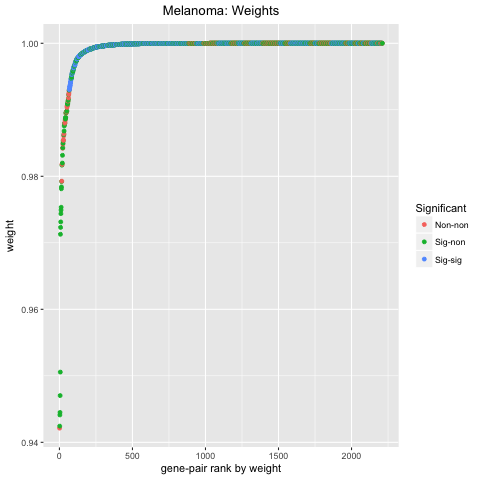 Melanoma: Weights
1.00
0.98
0.96
0.94
weight
0
500
1000
1500
2000
gene-pair rank by weight
Significant
Non-non
Sig-non
Sig-sig